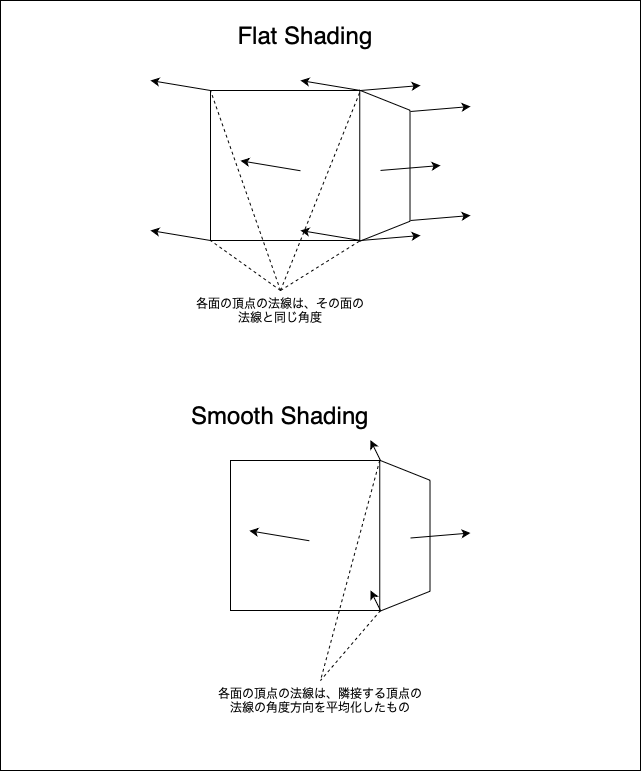 Flat Shading
各面の頂点の法線は、その面の
法線と同じ角度
Smooth Shading
各面の頂点の法線は、隣接する頂点の
法線の角度方向を平均化したもの